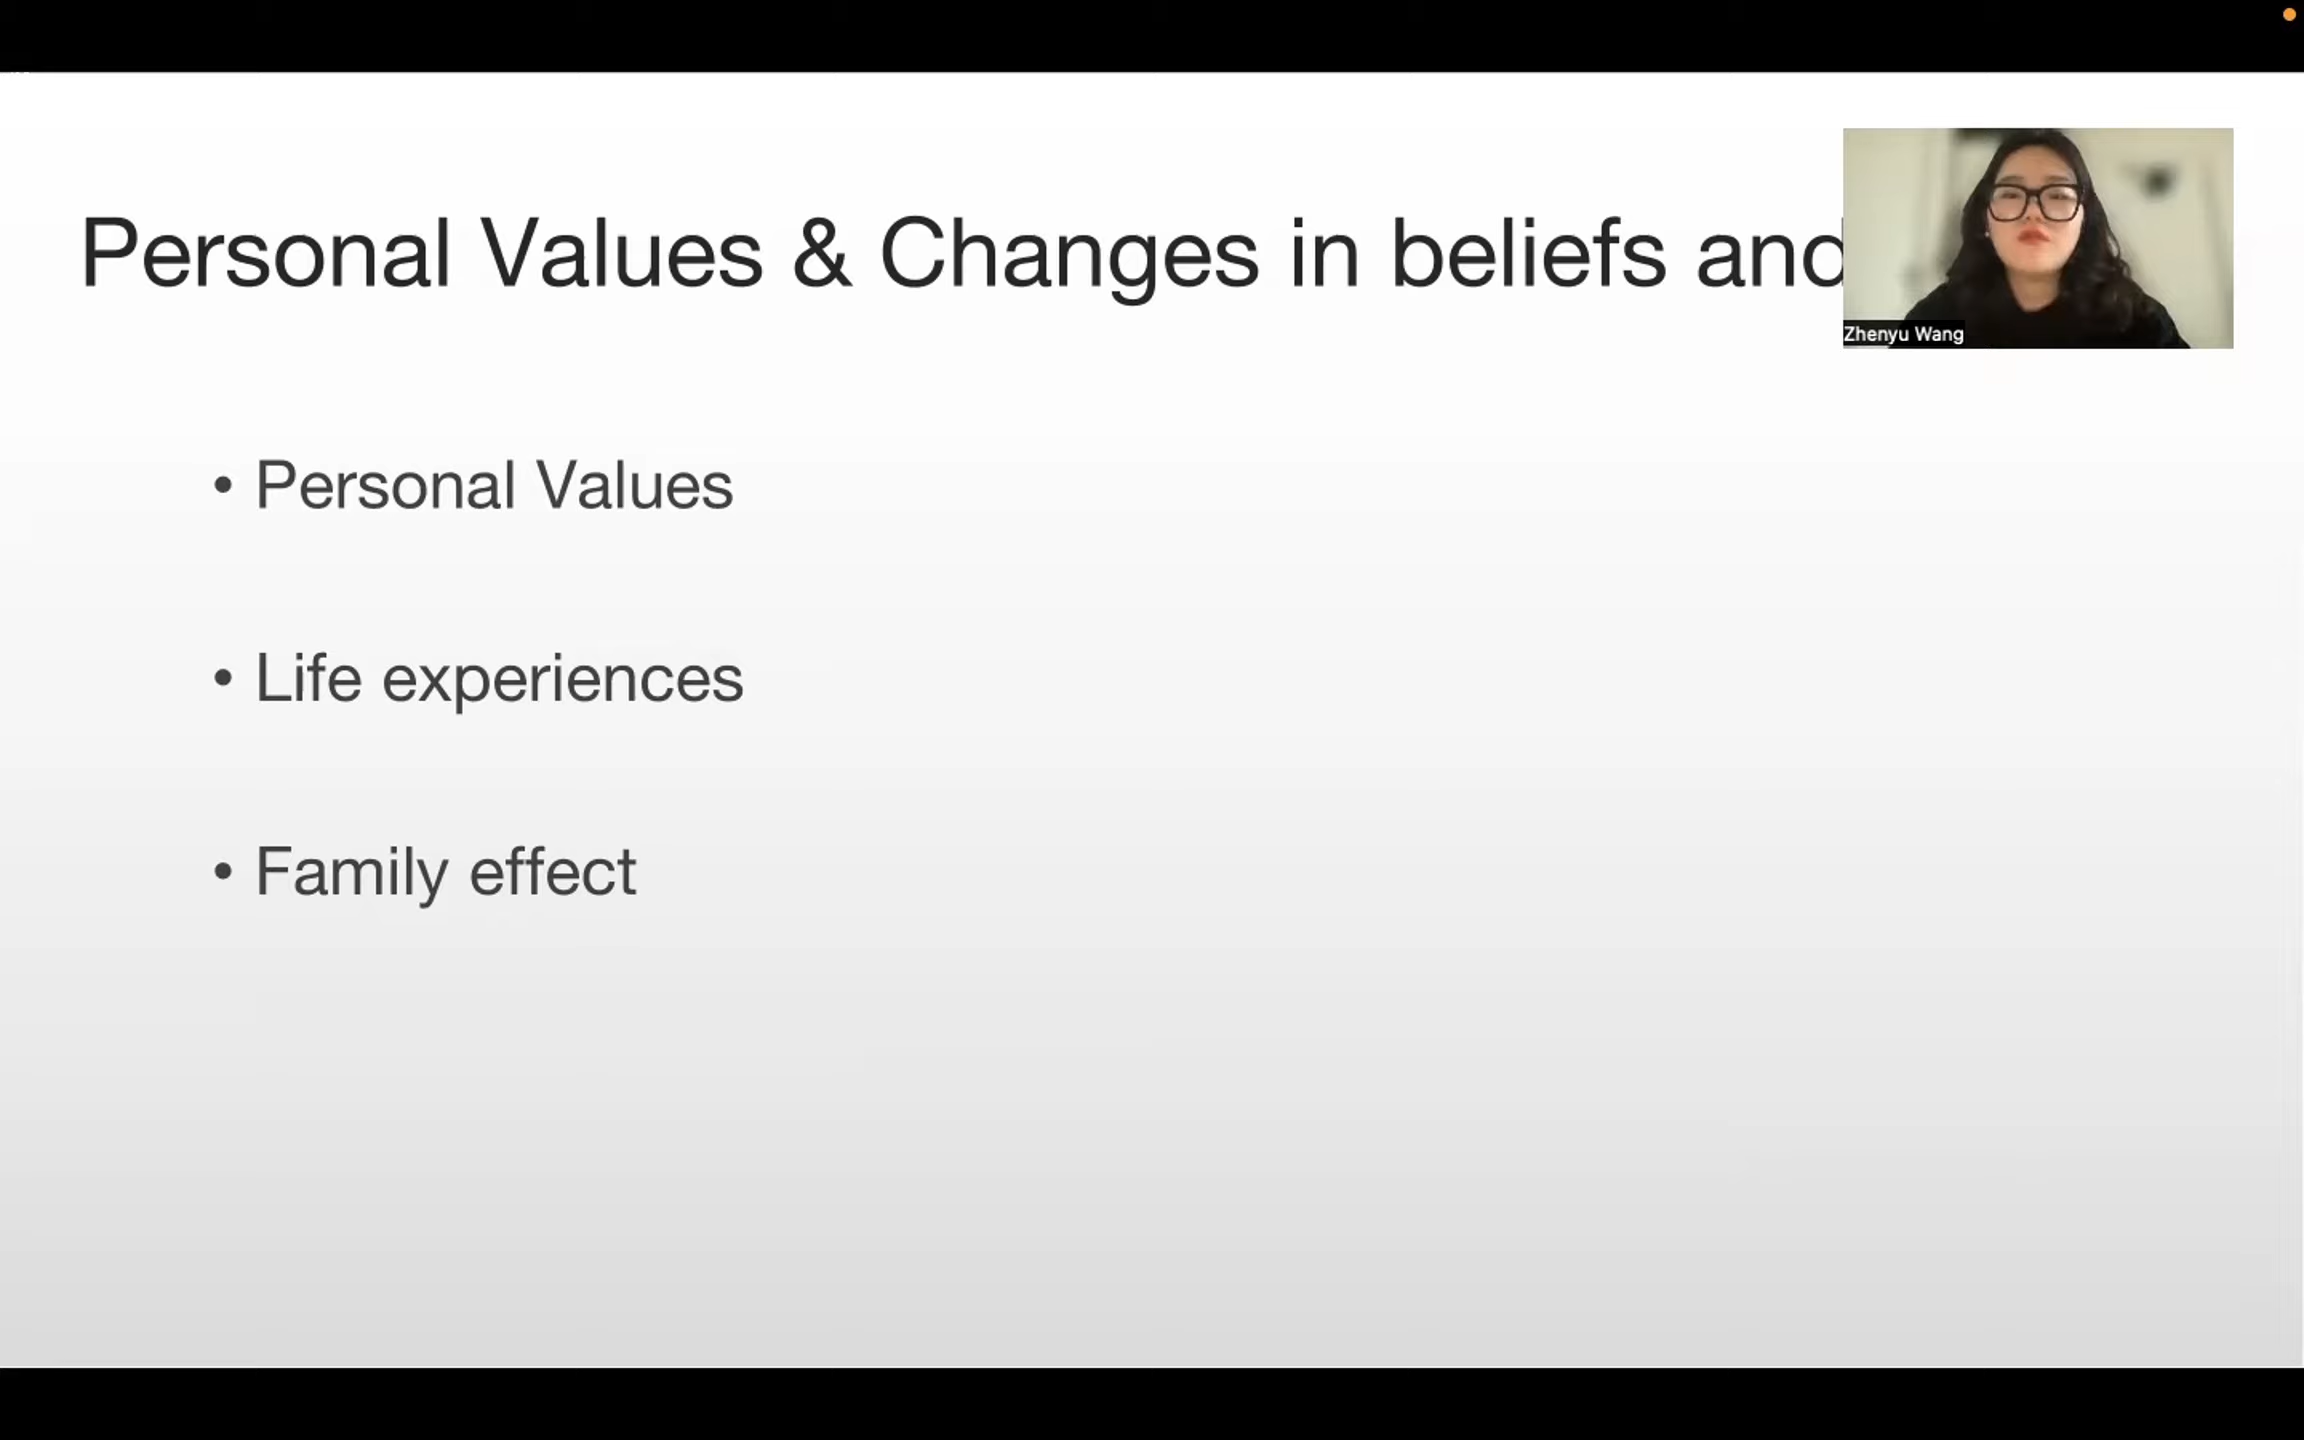 Personal Values & Changes in beliefs and
Zhenyu Wang
• Personal Values
• Life experiences
• Family effect